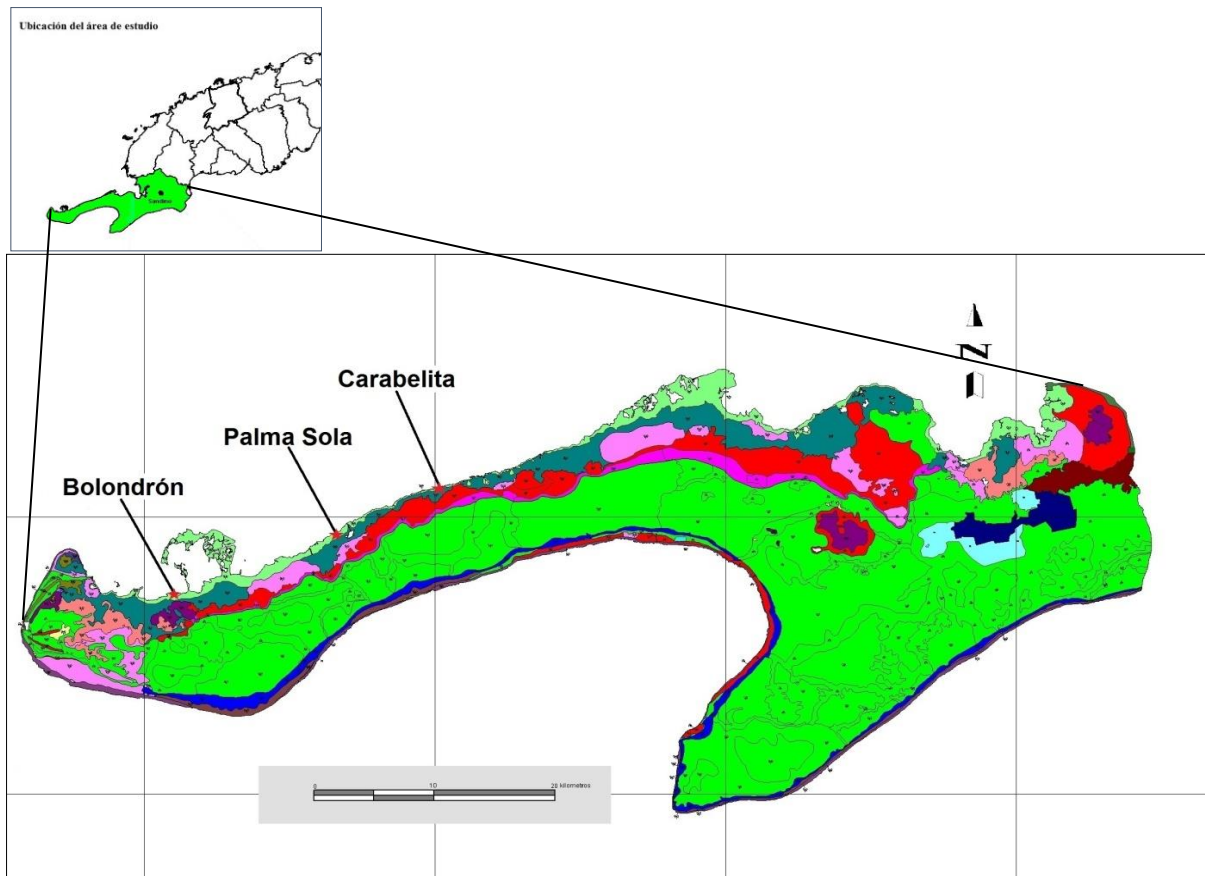 Ubicación del área de estudio
Sandino
N
Carabelita
Palma Sola
Bolondrón
0 10 20 kilometros